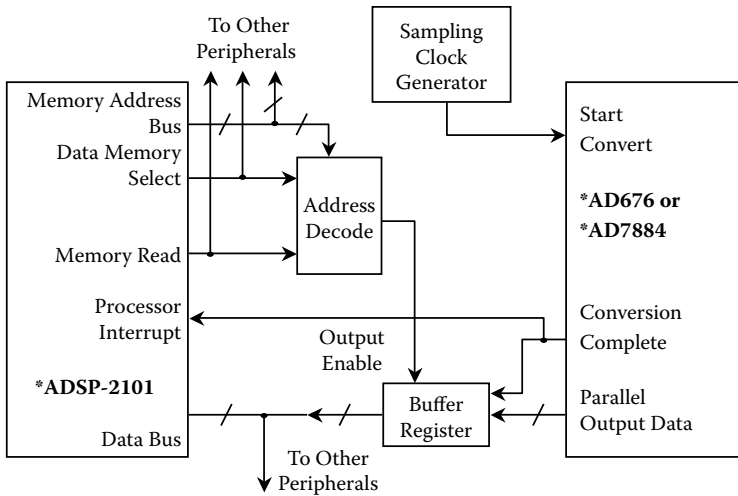 To Other
Peripherals
Sampling
Clock
Generator
Memory Address
Bus
Data Memory
Select
Memory Read
Processor
Interrupt
*ADSP-2101
Data Bus
Address
Decode
Output
Enable
Buffer
Register
To Other
Peripherals
Start
Convert
*AD676 or
*AD7884
Conversion
Complete
Parallel
Output Data